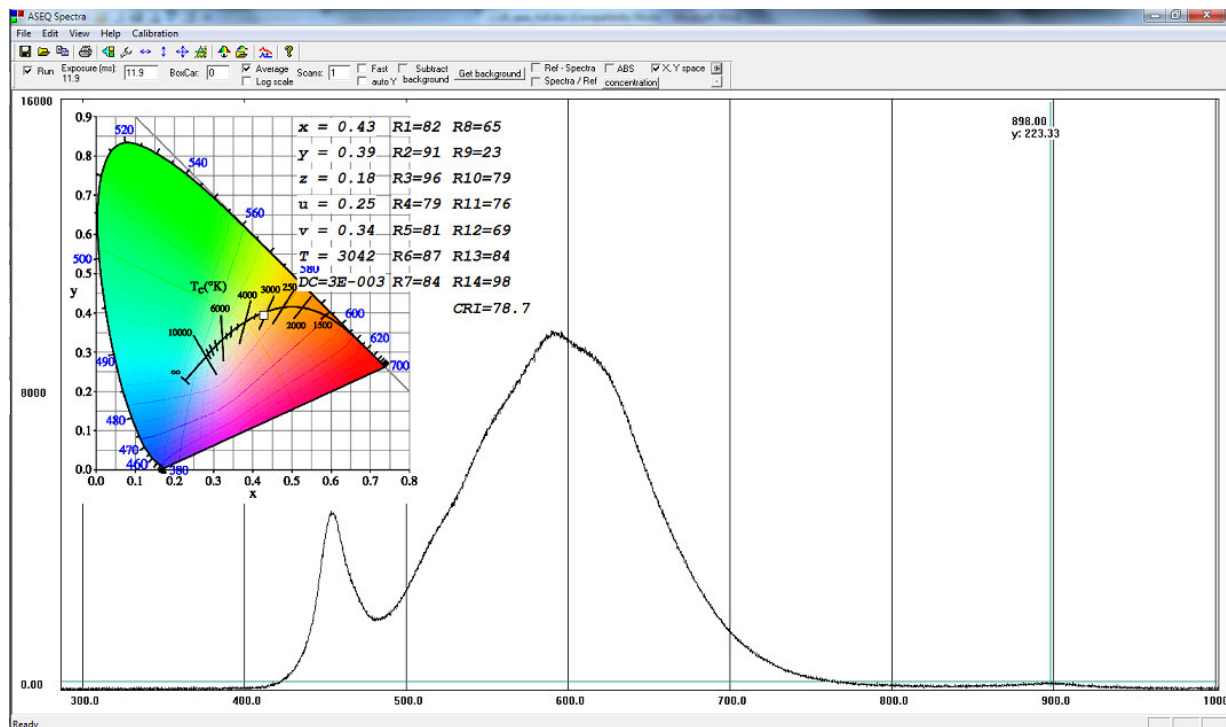 ASEQ Spectra
File Edit View Help Calibration
Run Exposure (ms): 11.9 11.9 BoxCar: 0 Average Log scale Scans: 1 Fast auto Y Subtract background Get background Ref - Spectra Spectra / Ref ABS concentration X, Y space
16000
8000
0.00
898.00
y: 223.33
x = 0.43 R1=82 R8=65
y = 0.39 R2=91 R9=23
z = 0.18 R3=96 R10=79
u = 0.25 R4=79 R11=76
v = 0.34 R5=81 R12=69
T = 3042 R6=87 R13=84
DC=3E-003 R7=84 R14=98
CRI=78.7
0.9
0.8
0.7
0.6
0.5
y
0.4
0.3
0.2
0.1
0.0
520
540
560
500
580
600
620
700
490
480
470
460
380
Tc(°K)
10000 6000 4000 3000 250
2000 1500
∞
0.0 0.1 0.2 0.3 0.4 0.5 0.6 0.7 0.8
x
300.0 400.0 500.0 600.0 700.0 800.0 900.0 1000
Ready